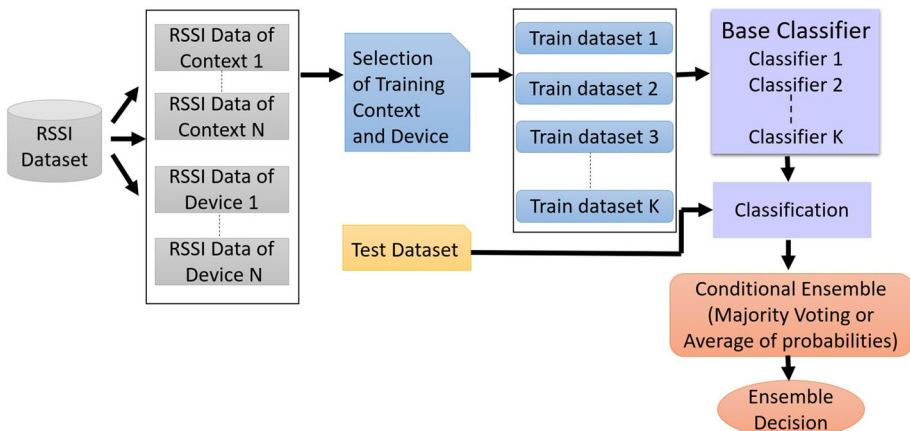 RSSI
Dataset
RSSI Data of
Context 1
RSSI Data of
Context N
RSSI Data of
Device 1
RSSI Data of
Device N
Selection
of Training
Context
and Device
Test Dataset
Train dataset 1
Train dataset 2
Train dataset 3
Train dataset K
Base Classifier
Classifier 1
Classifier 2
Classifier K
Classification
Conditional Ensemble
(Majority Voting or
Average of probabilities)
Ensemble
Decision